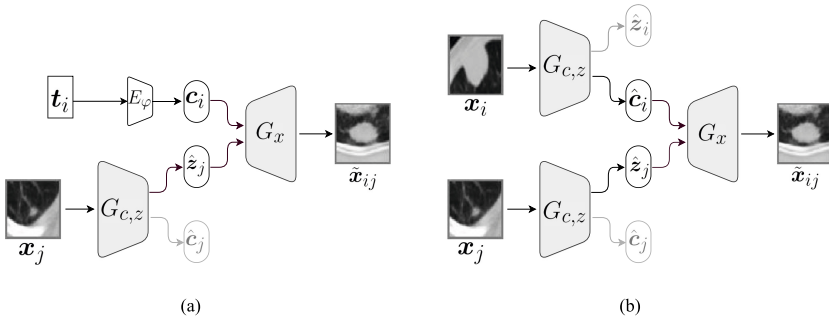 t_i
E_φ
c_i
G_x
x̃_ij
ẑ_j
G_c,z
x_j
ĉ_j
(a)
ẑ_i
G_c,z
x_i
ĉ_i
G_x
x̃_ij
ẑ_j
G_c,z
x_j
ĉ_j
(b)